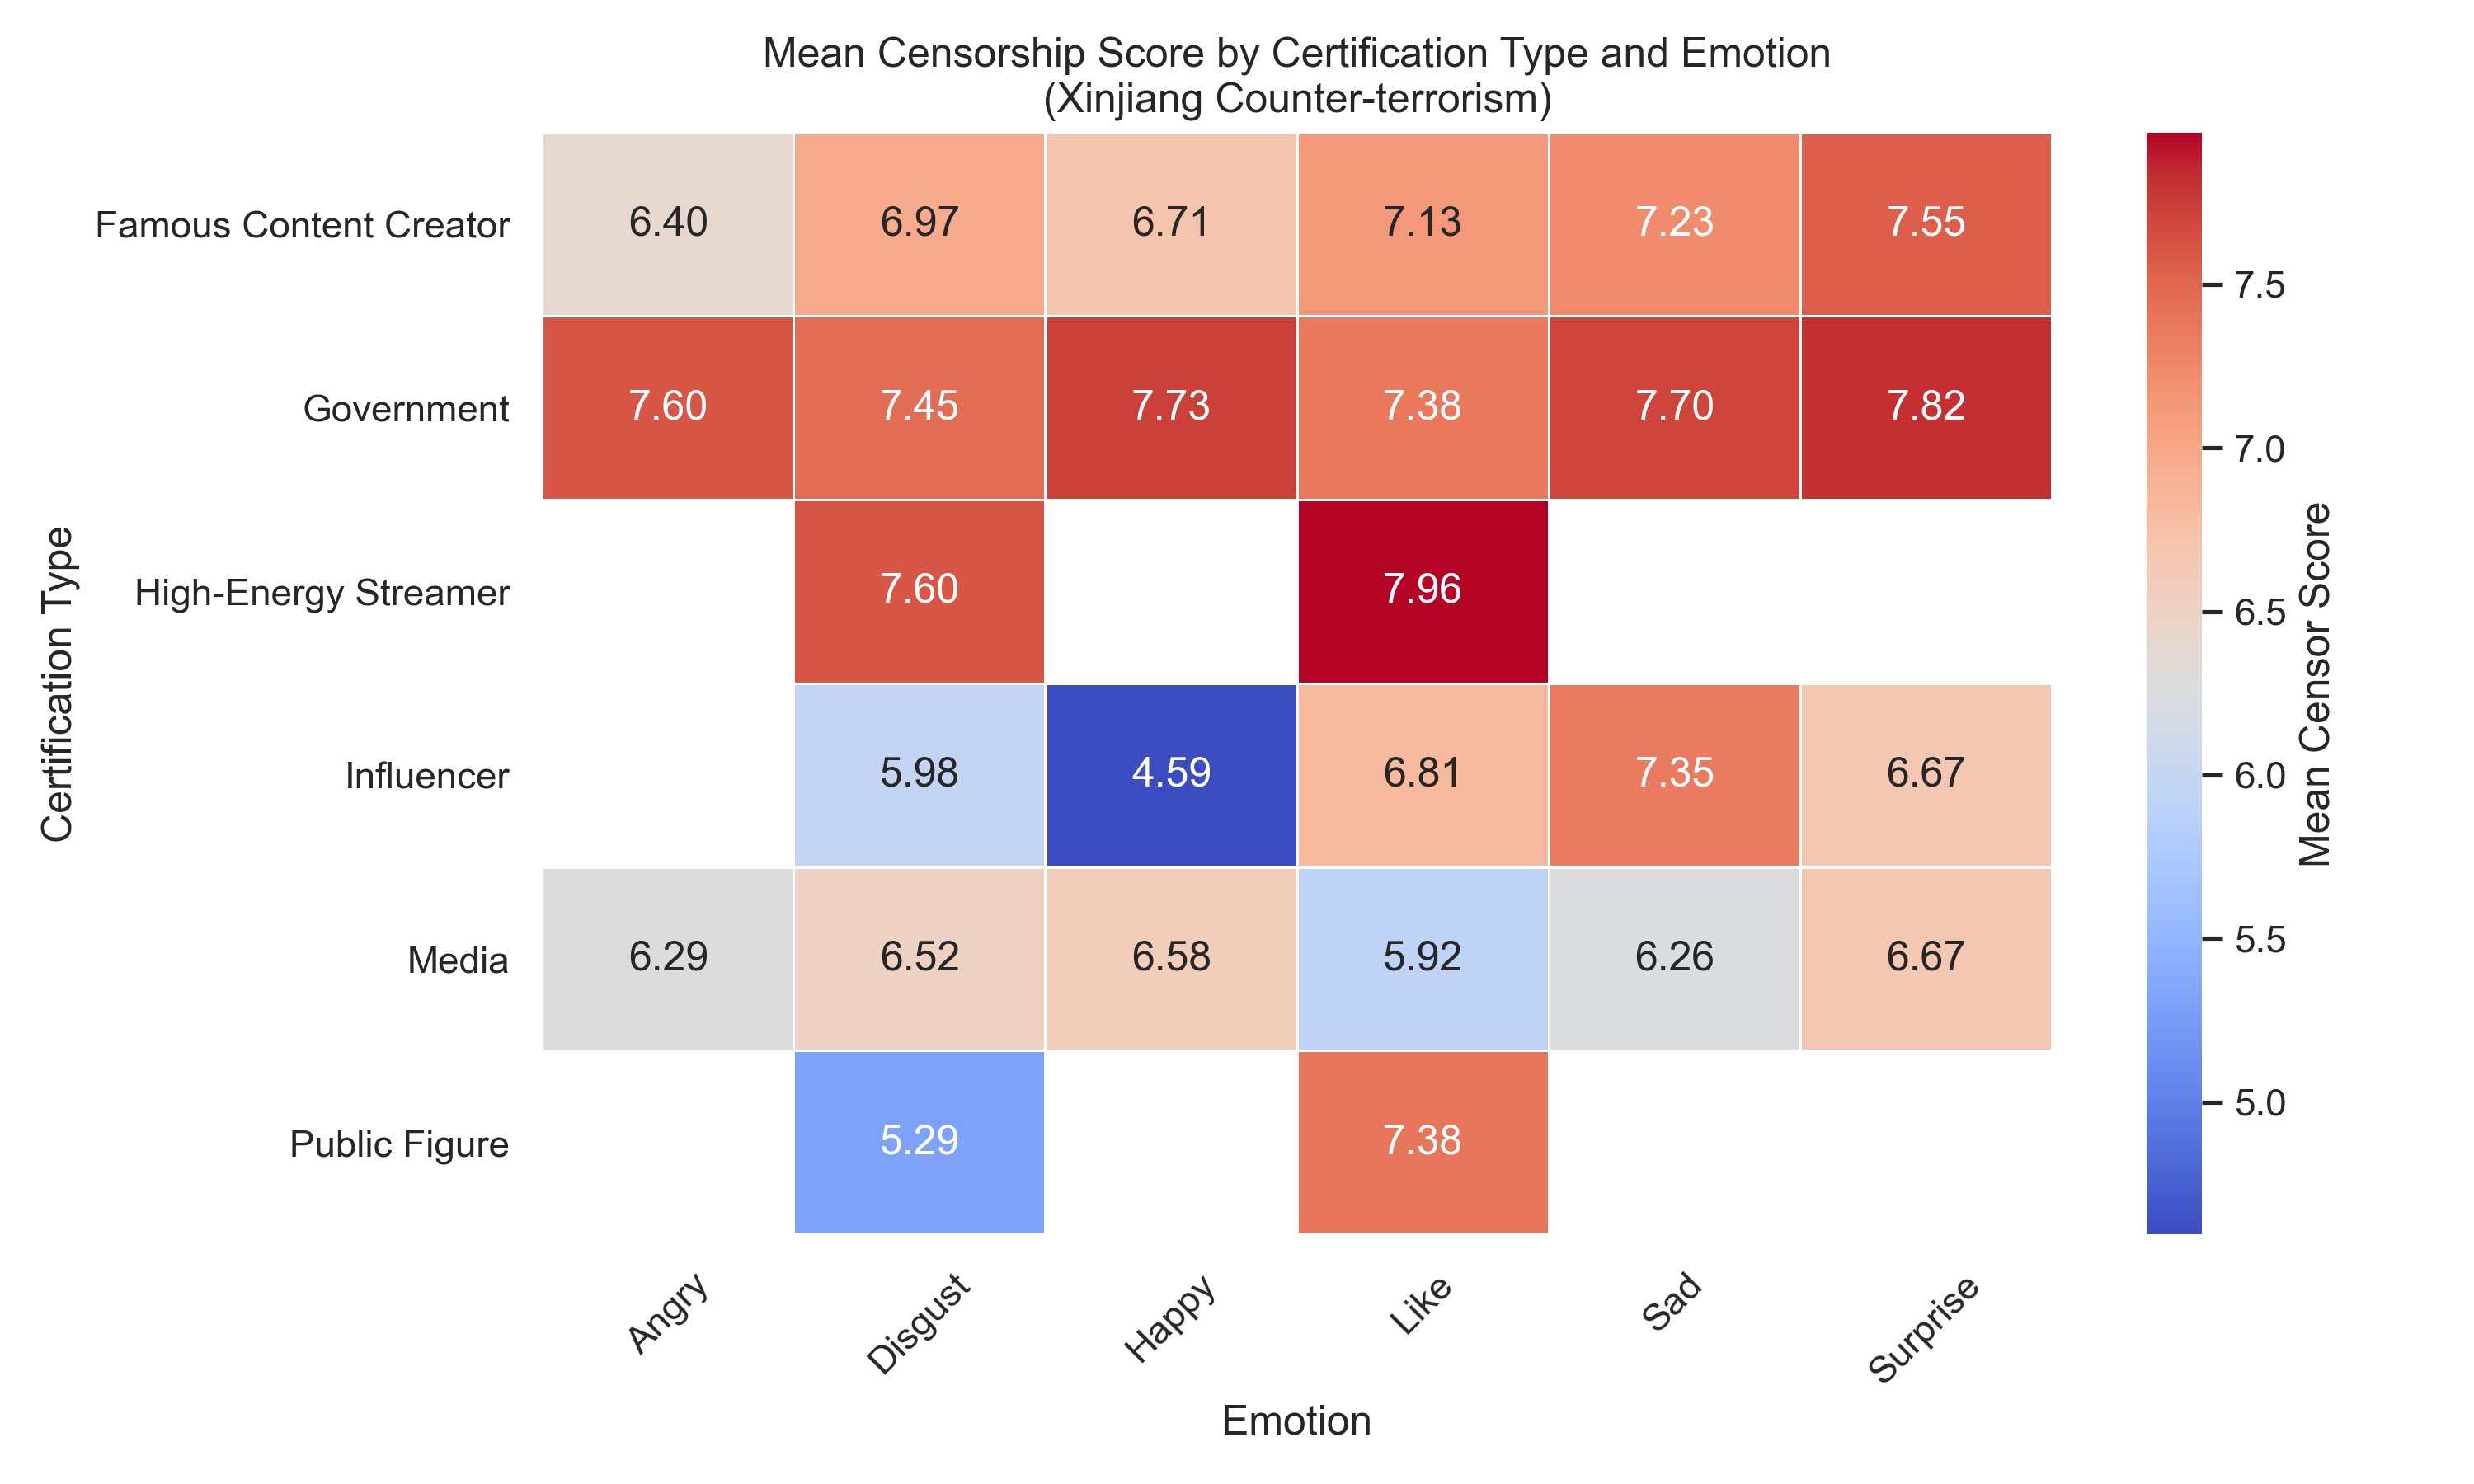 Mean Censorship Score by Certification Type and Emotion
(Xinjiang Counter-terrorism)
Certification Type
Famous Content Creator 6.40 6.97 6.71 7.13 7.23 7.55
Government 7.60 7.45 7.73 7.38 7.70 7.82
High-Energy Streamer 7.60 7.96
Influencer 5.98 4.59 6.81 7.35 6.67
Media 6.29 6.52 6.58 5.92 6.26 6.67
Public Figure 5.29 7.38
Angry Disgust Happy Like Sad Surprise
Emotion
7.5
7.0
6.5
6.0
5.5
5.0
Mean Censor Score